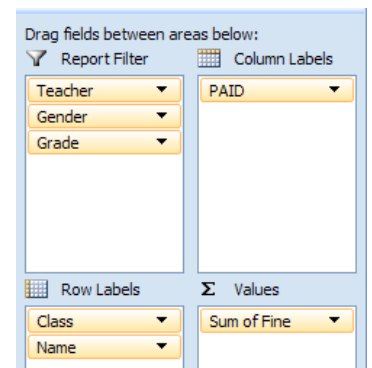 Drag fields between areas below:
Report Filter
Column Labels
Teacher
Gender
Grade
PAID
Row Labels
Σ Values
Class
Name
Sum of Fine